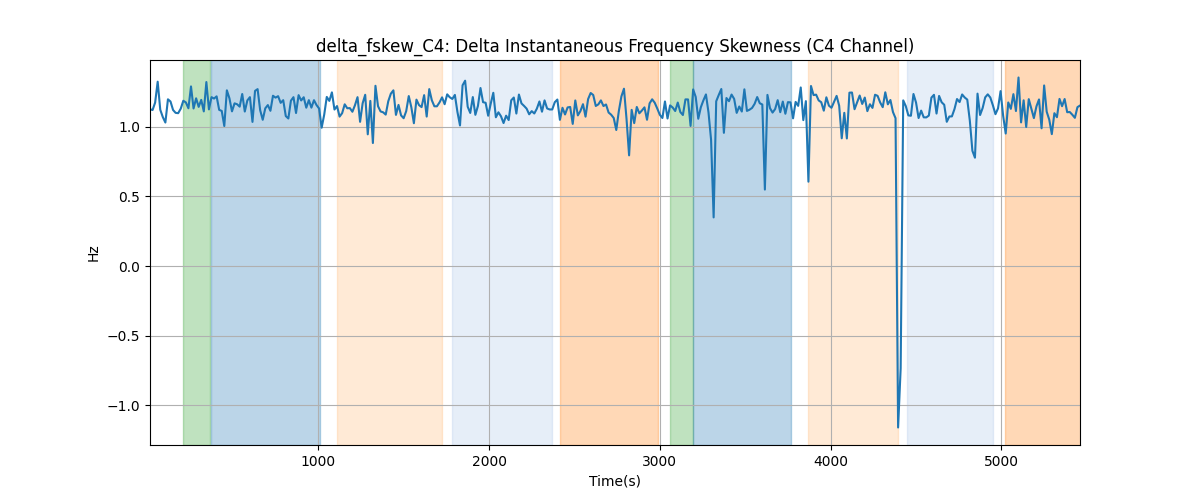 delta_fskew_C4: Delta Instantaneous Frequency Skewness (C4 Channel)
Hz
1.0
0.5
0.0
−0.5
−1.0
1000 2000 3000 4000 5000
Time(s)